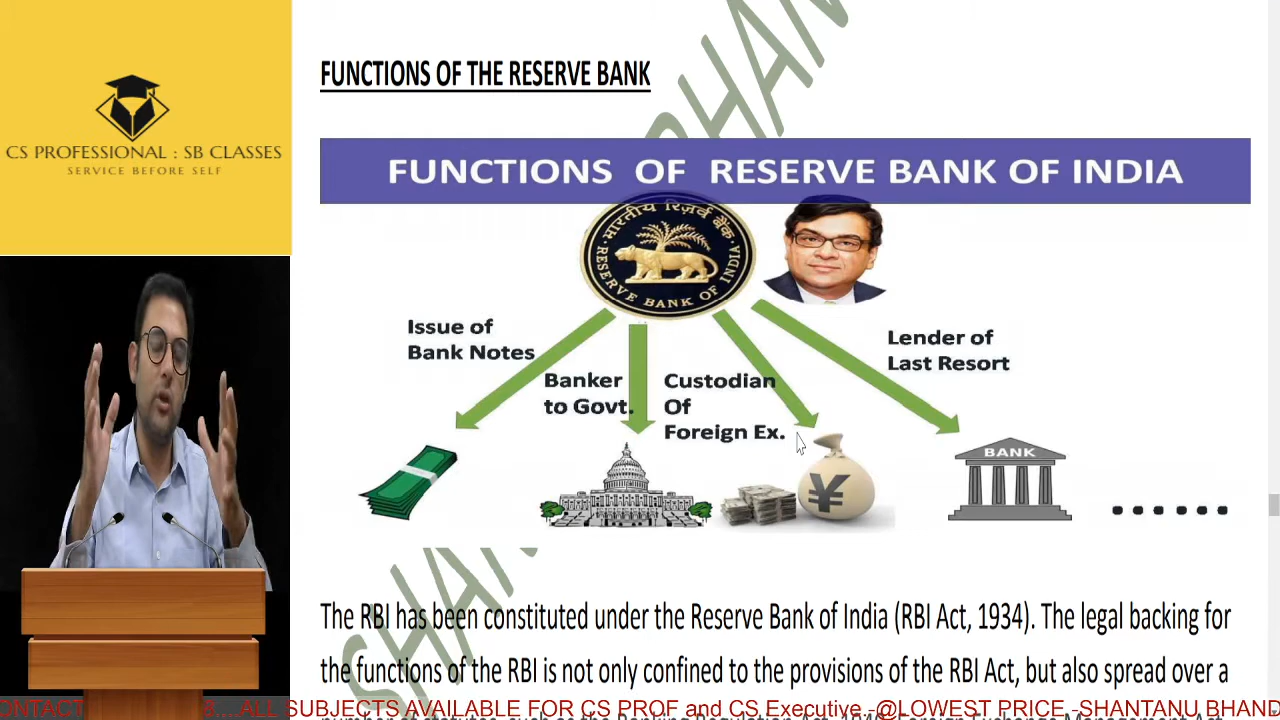 FUNCTIONS OF THE RESERVE BANK
CS PROFESSIONAL : SB CLASSES
SERVICE BEFORE SELF
FUNCTIONS OF RESERVE BANK OF INDIA
भारतीय रिज़र्व बैंक
RESERVE BANK OF INDIA
Issue of
Bank Notes
Banker
to Govt.
Custodian
Of
Foreign Ex.
Lender of
Last Resort
BANK
The RBI has been constituted under the Reserve Bank of India (RBI Act, 1934). The legal backing for
the functions of the RBI is not only confined to the provisions of the RBI Act, but also spread over a
ALL SUBJECTS AVAILABLE FOR CS PROF and CS Executive -@LOWEST PRICE -SHANTANU BHAND